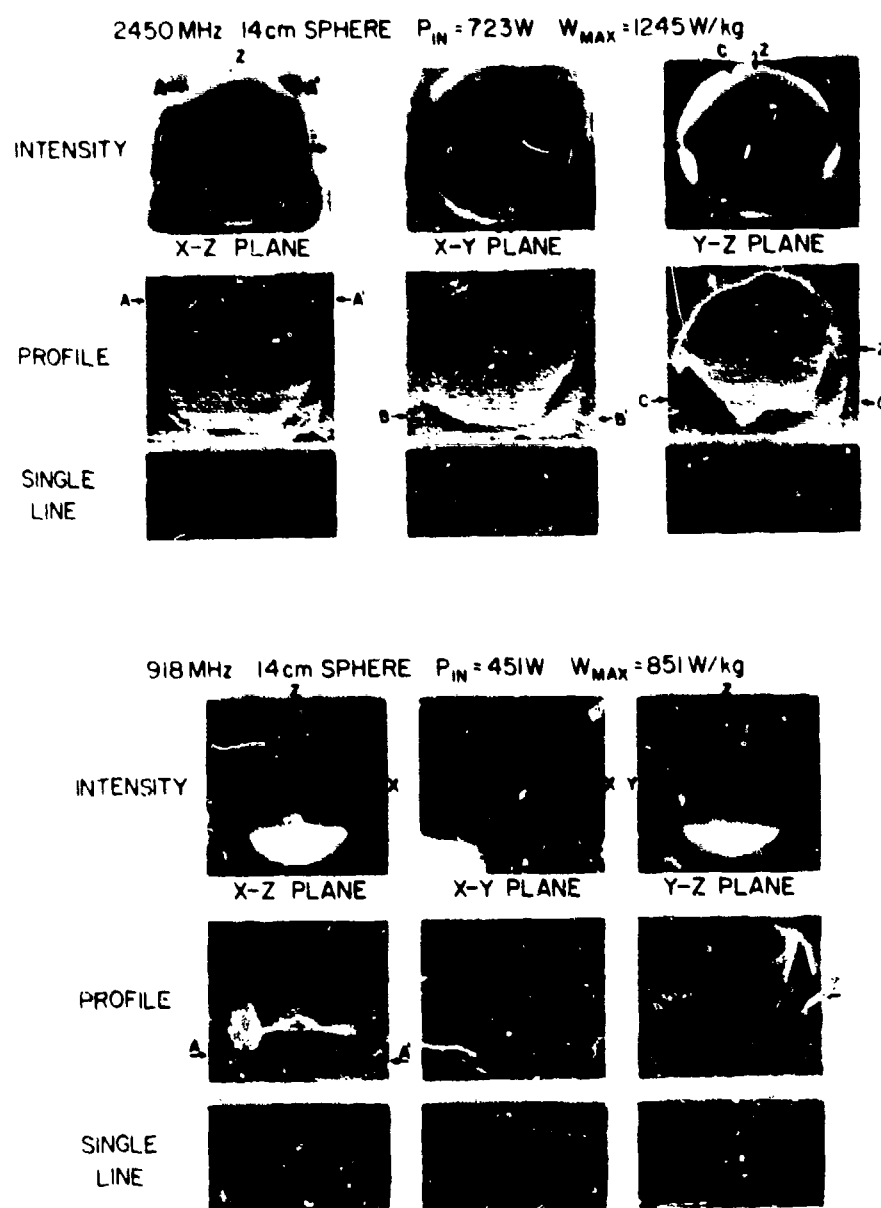 2450 MHz 14cm SPHERE P_IN = 723W W_MAX = 1245 W/kg
Z C Z
A A'
INTENSITY
X-Z PLANE X-Y PLANE Y-Z PLANE
A A'
PROFILE Z
B B' C C
SINGLE
LINE
918 MHz 14cm SPHERE P_IN = 451W W_MAX = 851 W/kg
Z Z
INTENSITY X X Y
X-Z PLANE X-Y PLANE Y-Z PLANE
PROFILE Z
A A'
SINGLE
LINE